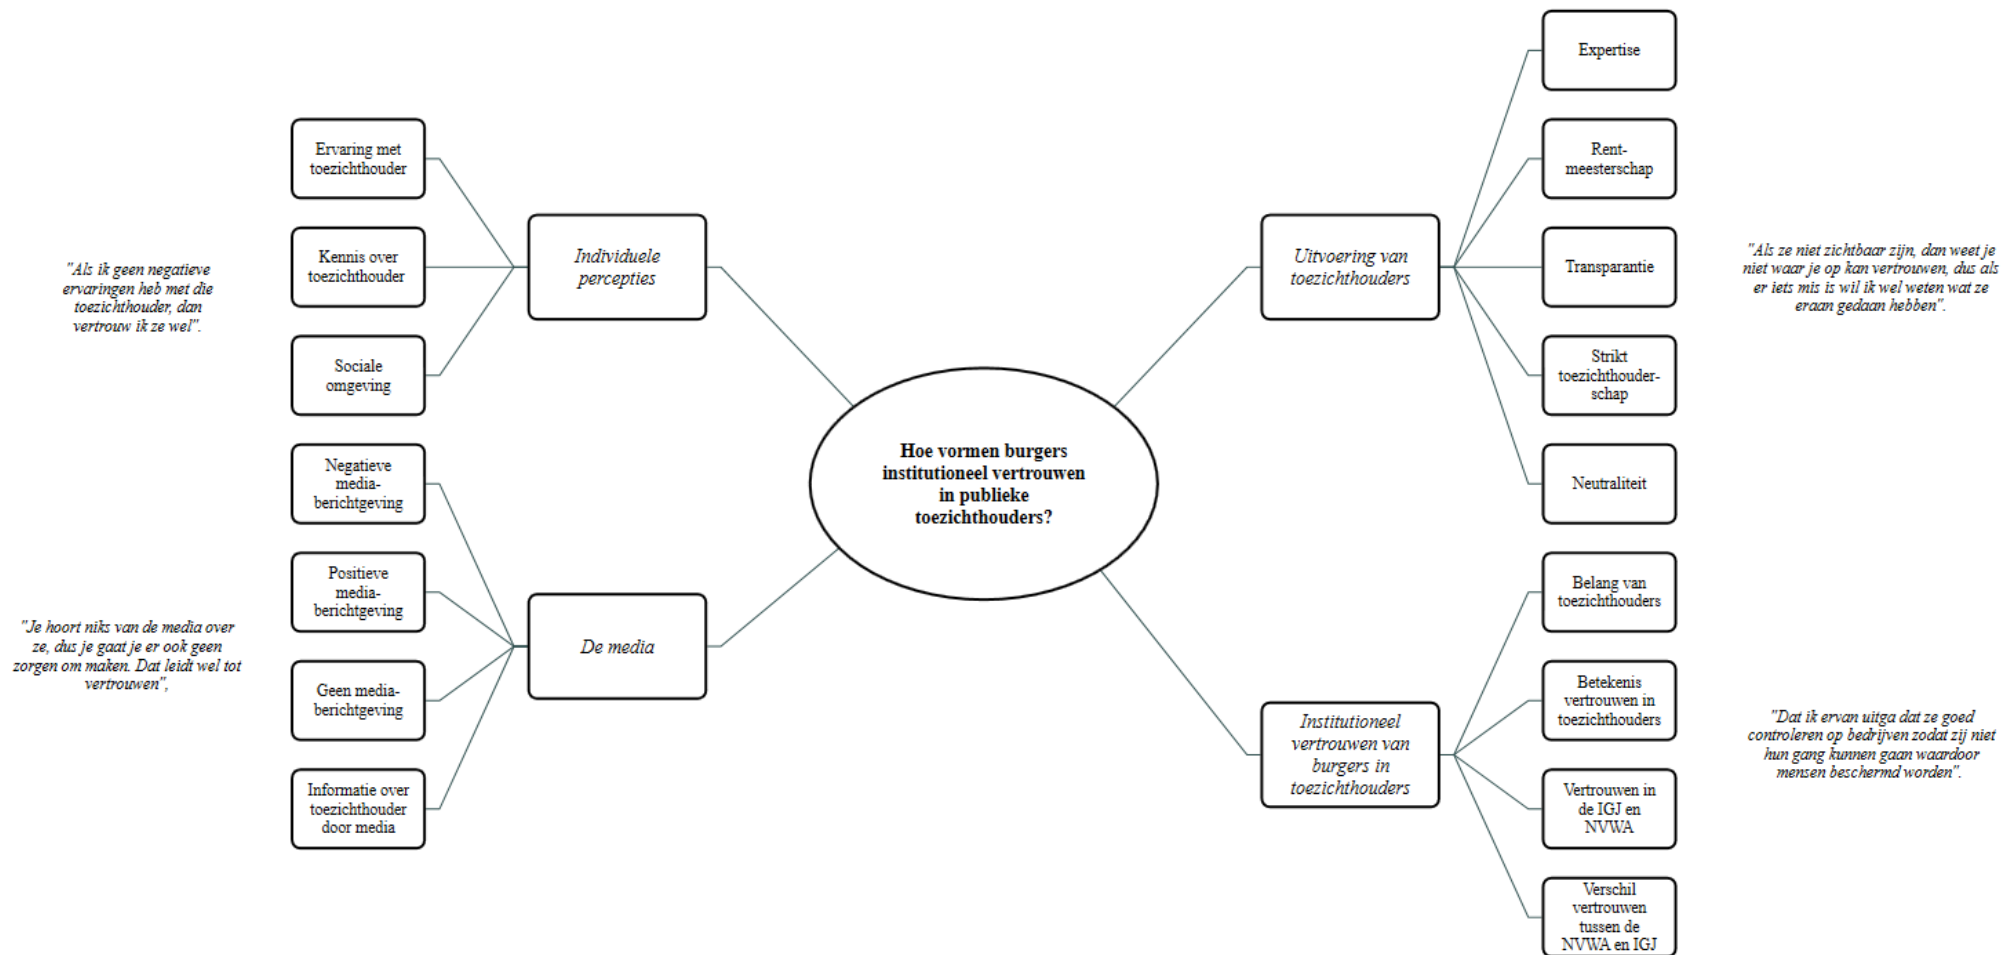 "Als ik geen negatieve
ervaringen heb met die
toezichthouder, dan
vertrouw ik ze wel".
"Je hoort niks van de media over
ze, dus je gaat je er ook geen
zorgen om maken. Dat leidt wel tot
vertrouwen",
Ervaring met
toezichthouder
Kennis over
toezichthouder
Sociale
omgeving
Negatieve
media-
berichtgeving
Positieve
media-
berichtgeving
Geen media-
berichtgeving
Informatie over
toezichthouder
door media
Individuele
percepties
De media
Hoe vormen burgers
institutioneel vertrouwen
in publieke
toezichthouders?
Uitvoering van
toezichthouders
Institutioneel
vertrouwen van
burgers in
toezichthouders
Expertise
Rent-
meesterschap
Transparantie
Strikt
toezichthouder-
schap
Neutraliteit
Belang van
toezichthouders
Betekenis
vertrouwen in
toezichthouders
Vertrouwen in
de IGJ en
NVWA
Verschil
vertrouwen
tussen de
NVWA en IGJ
"Als ze niet zichtbaar zijn, dan weet je
niet waar je op kan vertrouwen, dus als
er iets mis is wil ik wel weten wat ze
eraan gedaan hebben".
"Dat ik ervan uitga dat ze goed
controleren op bedrijven zodat zij niet
hun gang kunnen gaan waardoor
mensen beschermd worden".